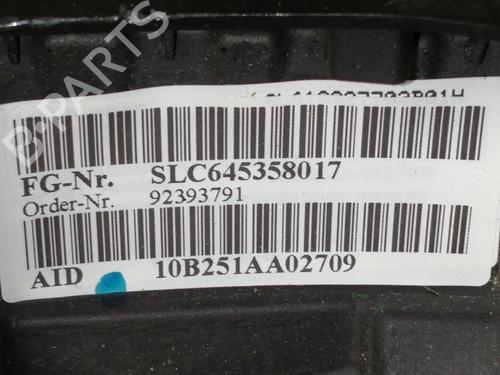 B-PARTS
FG-Nr. SLC645358017
Order-Nr. 92393791
AID 10B251AA02709